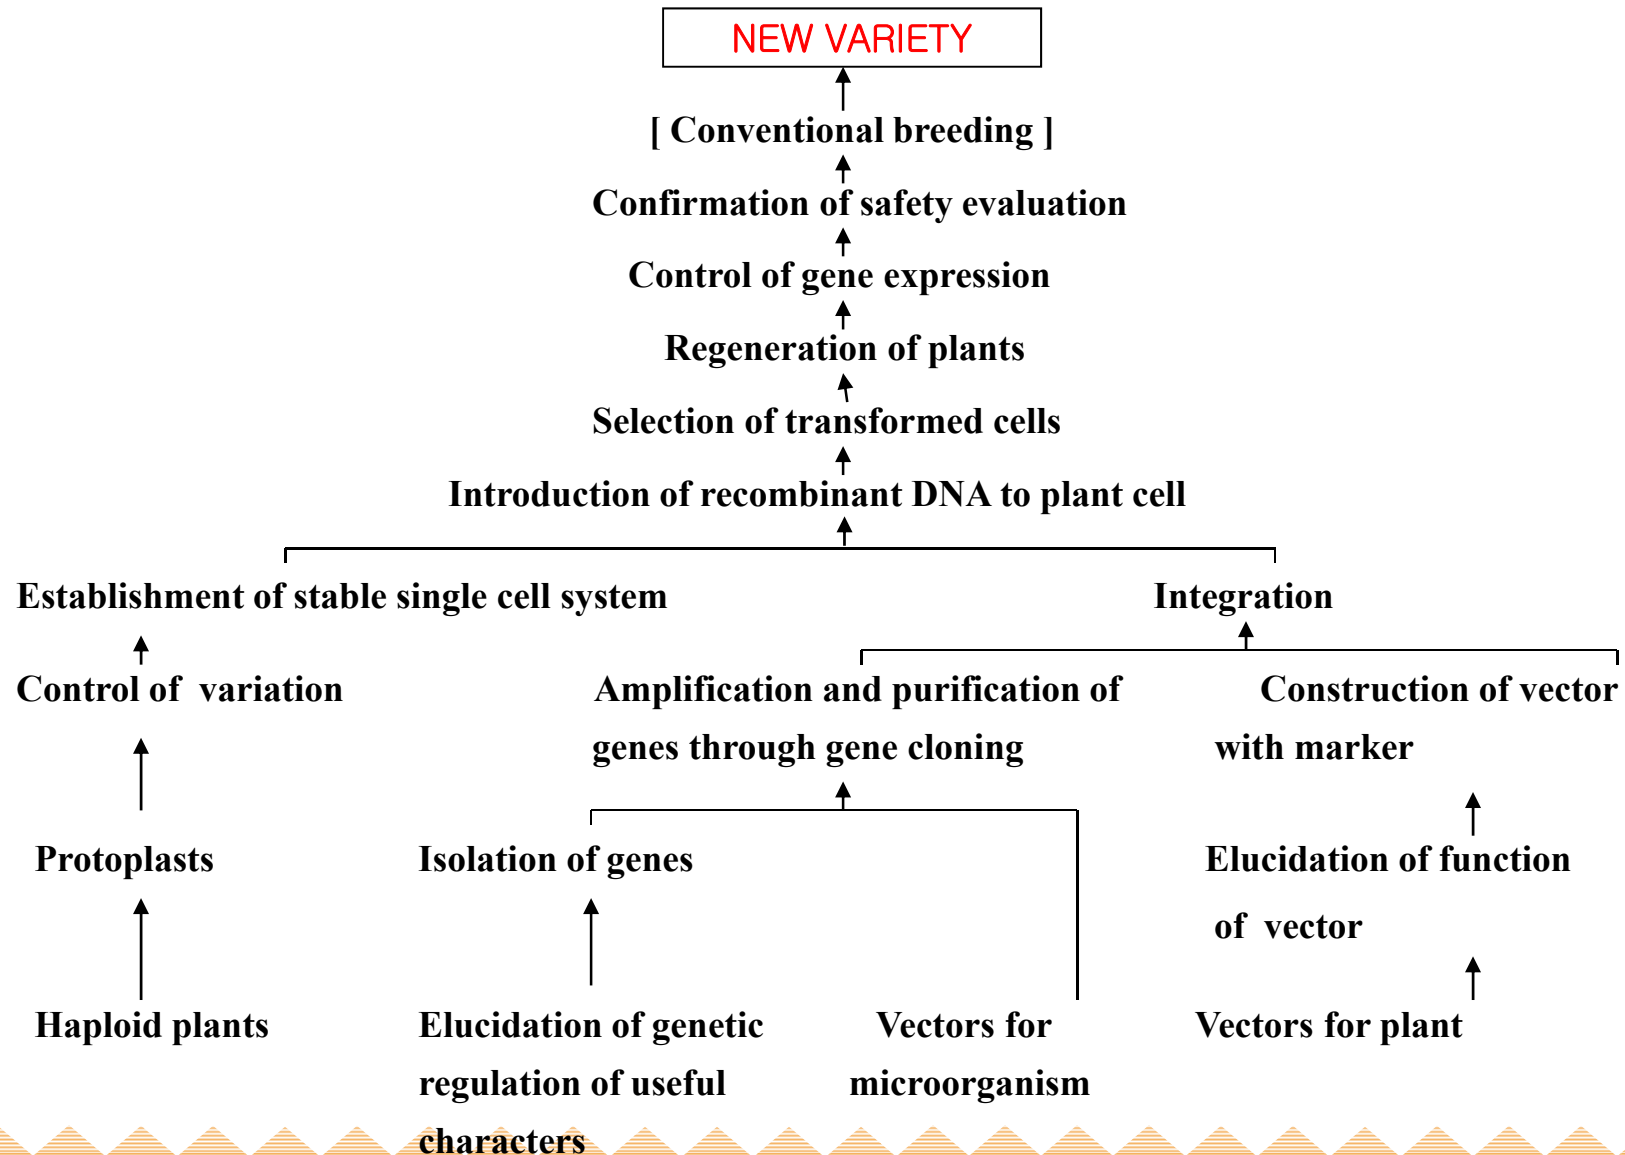 NEW VARIETY
[ Conventional breeding ]
Confirmation of safety evaluation
Control of gene expression
Regeneration of plants
Selection of transformed cells
Introduction of recombinant DNA to plant cell
Establishment of stable single cell system
Integration
Control of variation
Amplification and purification of
genes through gene cloning
Construction of vector
with marker
Protoplasts
Isolation of genes
Elucidation of function
of vector
Haploid plants
Elucidation of genetic
regulation of useful
characters
Vectors for
microorganism
Vectors for plant